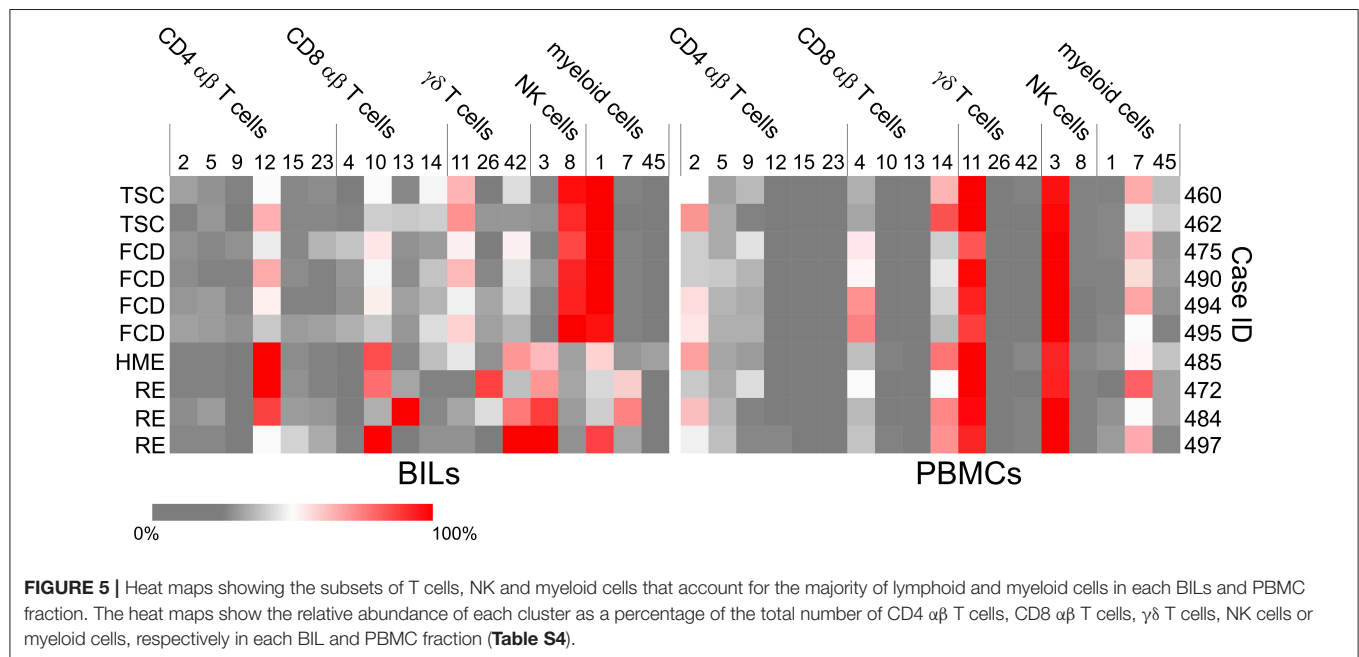 CD4 αβ T cells CD8 αβ T cells γδ T cells NK cells myeloid cells CD4 αβ T cells CD8 αβ T cells γδ T cells NK cells myeloid cells
2 5 9 12 15 23 4 10 13 14 11 26 42 3 8 1 7 45 2 5 9 12 15 23 4 10 13 14 11 26 42 3 8 1 7 45
TSC 460
TSC 462
FCD 475
FCD 490
FCD 494
FCD 495
HME 485
RE 472
RE 484
RE 497
Case ID
BILs PBMCs
0% 100%
FIGURE 5 | Heat maps showing the subsets of T cells, NK and myeloid cells that account for the majority of lymphoid and myeloid cells in each BILs and PBMC
fraction. The heat maps show the relative abundance of each cluster as a percentage of the total number of CD4 αβ T cells, CD8 αβ T cells, γδ T cells, NK cells or
myeloid cells, respectively in each BIL and PBMC fraction (Table S4).